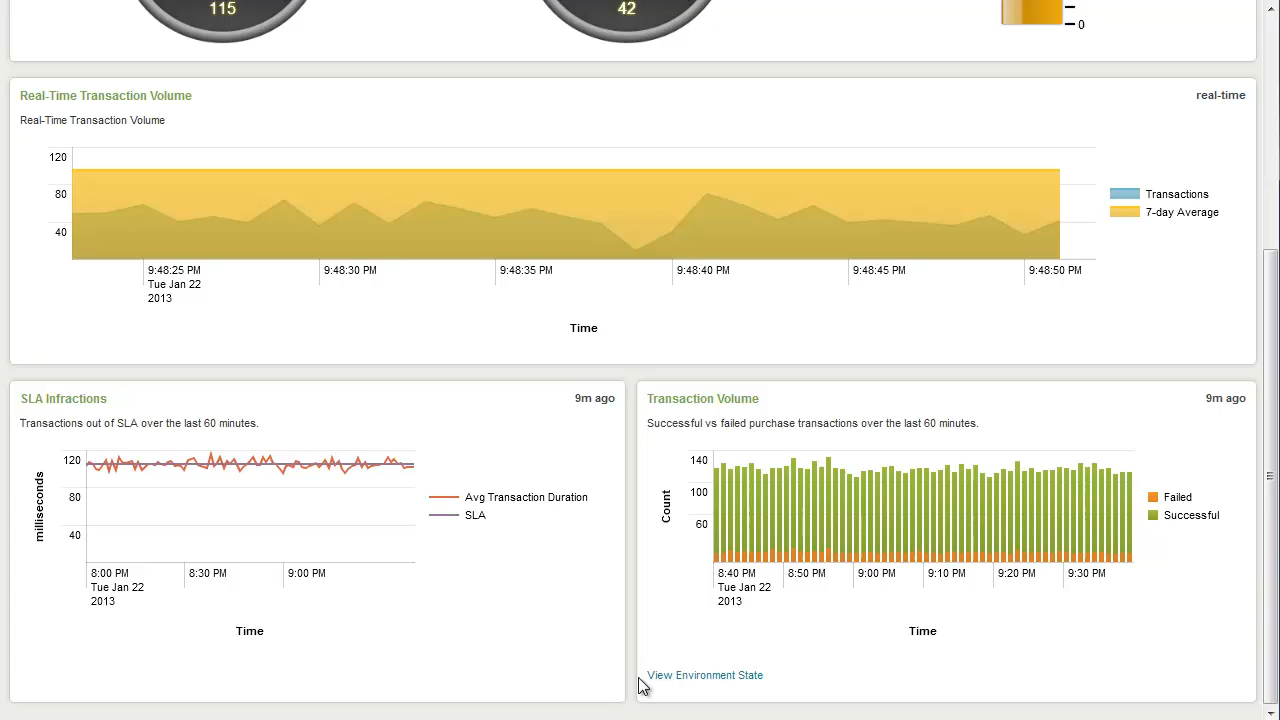 115
42
0
Real-Time Transaction Volume
real-time
Real-Time Transaction Volume
120
80
40
Transactions
7-day Average
9:48:25 PM
Tue Jan 22
2013
9:48:30 PM
9:48:35 PM
9:48:40 PM
9:48:45 PM
9:48:50 PM
Time
SLA Infractions
9m ago
Transactions out of SLA over the last 60 minutes.
milliseconds
120
80
40
Avg Transaction Duration
SLA
8:00 PM
Tue Jan 22
2013
8:30 PM
9:00 PM
Time
Transaction Volume
9m ago
Successful vs failed purchase transactions over the last 60 minutes.
Count
140
100
60
Failed
Successful
8:40 PM
Tue Jan 22
2013
8:50 PM
9:00 PM
9:10 PM
9:20 PM
9:30 PM
Time
View Environment State